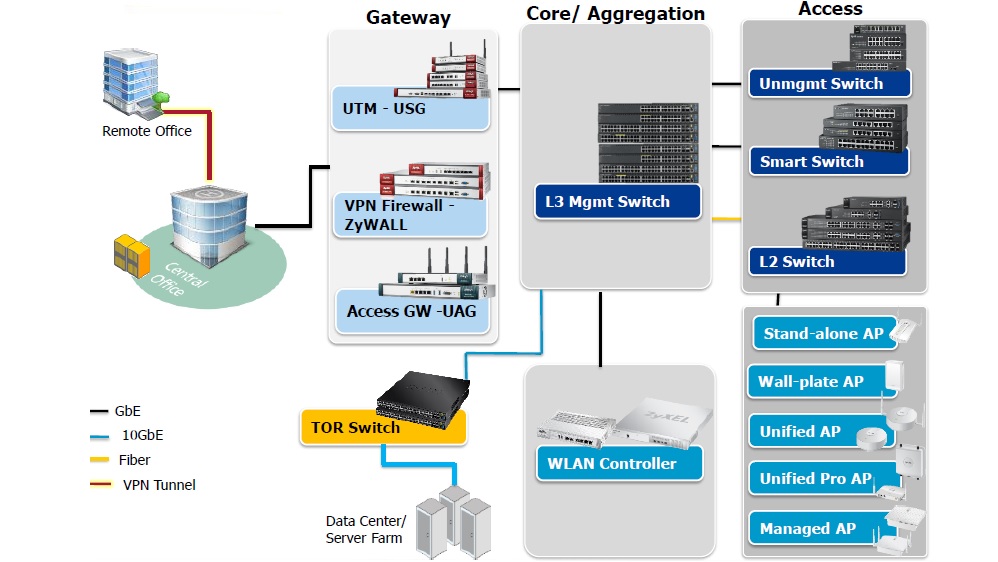 Gateway
Core/ Aggregation
Access
UTM - USG
Unmgmt Switch
Remote Office
Smart Switch
VPN Firewall -
ZyWALL
L3 Mgmt Switch
L2 Switch
Central
Office
Access GW -UAG
Stand-alone AP
Wall-plate AP
GbE
10GbE
Fiber
VPN Tunnel
TOR Switch
ZyXEL
WLAN Controller
Unified AP
Unified Pro AP
Data Center/
Server Farm
Managed AP